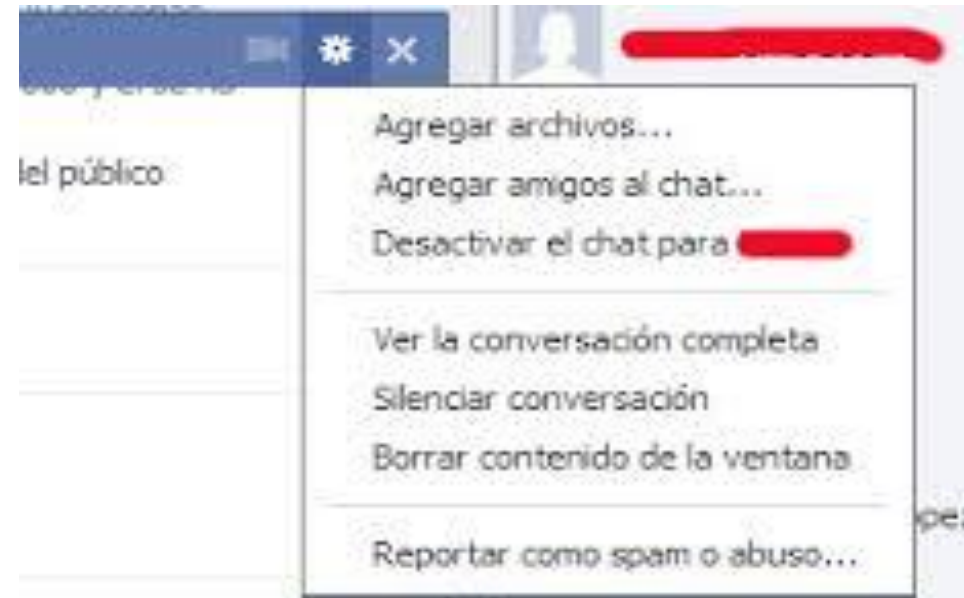 del público
Agregar archivos...
Agregar amigos al chat...
Desactivar el chat para
Ver la conversación completa
Silenciar conversación
Borrar contenido de la ventana
Reportar como spam o abuso...